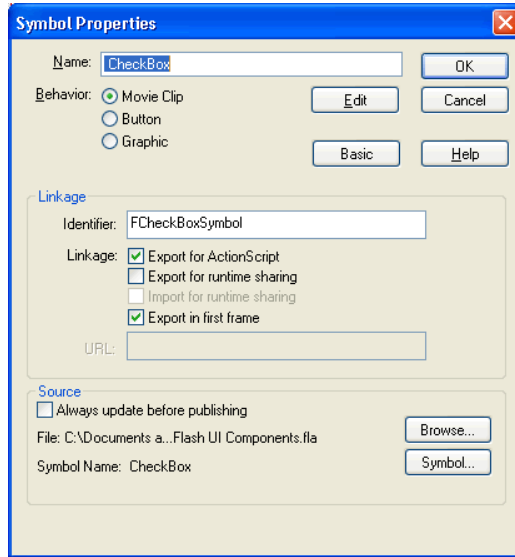 Symbol Properties
Name: CheckBox OK
Behavior: Movie Clip Edit Cancel
Button
Graphic
Basic Help
Linkage
Identifier: FCheckBoxSymbol
Linkage: Export for ActionScript
Export for runtime sharing
Import for runtime sharing
Export in first frame
URL:
Source
Always update before publishing
File: C:\Documents a...Flash UI Components.fla Browse...
Symbol Name: CheckBox Symbol...